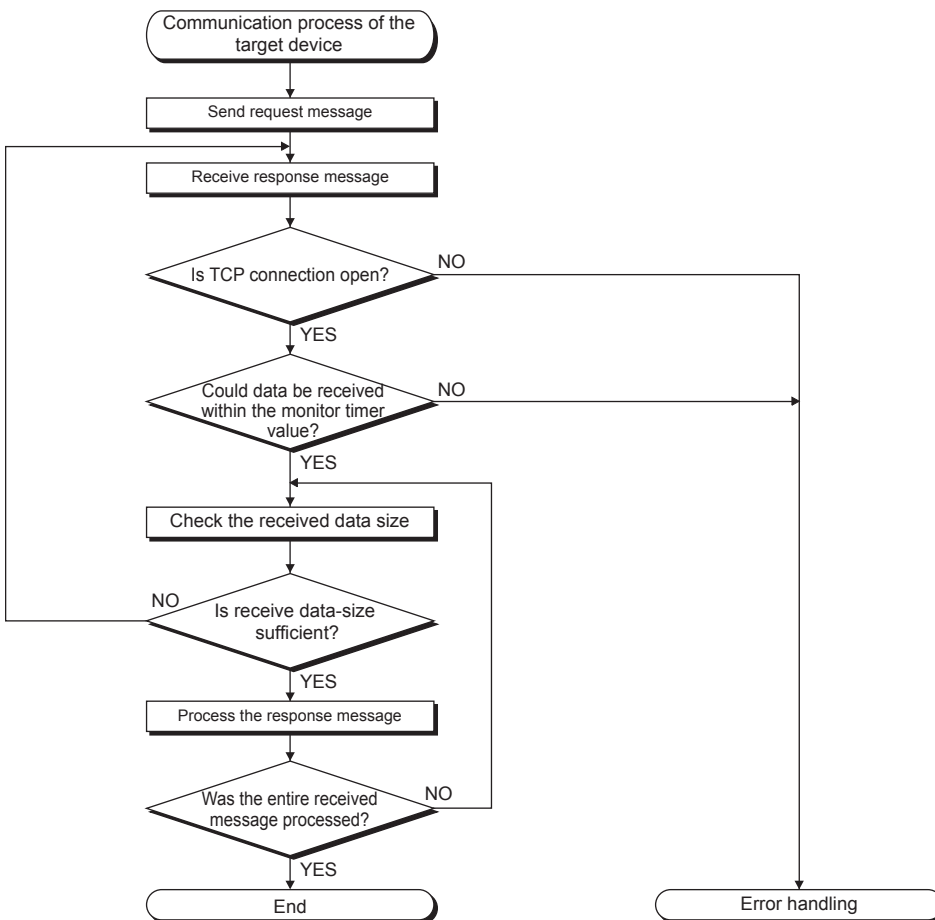 Communication process of the
target device
Send request message
Receive response message
Is TCP connection open?
NO
YES
Could data be received
within the monitor timer
value?
NO
YES
Check the received data size
NO
Is receive data-size
sufficient?
YES
Process the response message
Was the entire received
message processed?
NO
YES
End
Error handling